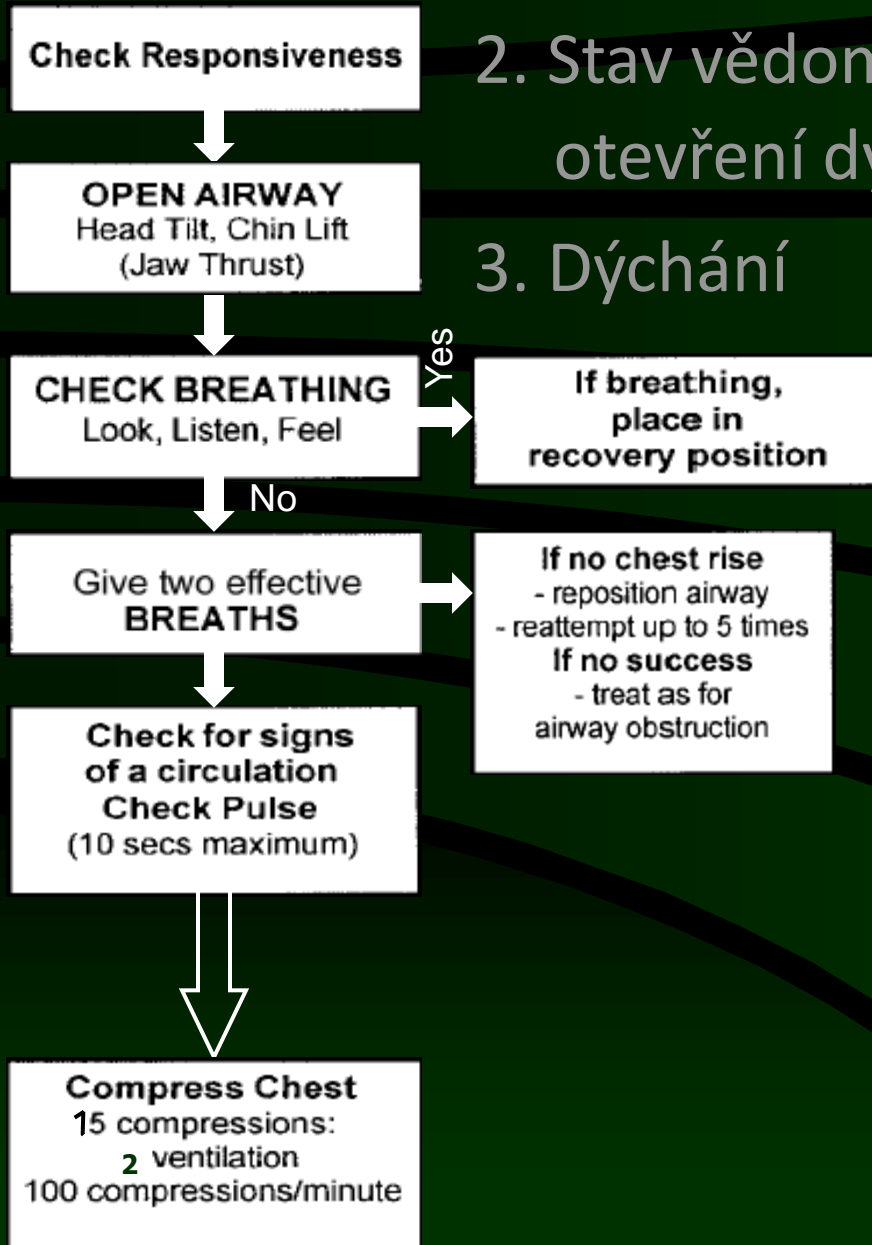 Check Responsiveness
2. Stav vědom
otevření dý
OPEN AIRWAY
Head Tilt, Chin Lift
(Jaw Thrust)
3. Dýchání
CHECK BREATHING
Look, Listen, Feel
Yes
If breathing,
place in
recovery position
No
Give two effective
BREATHS
If no chest rise
- reposition airway
- reattempt up to 5 times
If no success
- treat as for
airway obstruction
Check for signs
of a circulation
Check Pulse
(10 secs maximum)
Compress Chest
15 compressions:
2 ventilation
100 compressions/minute